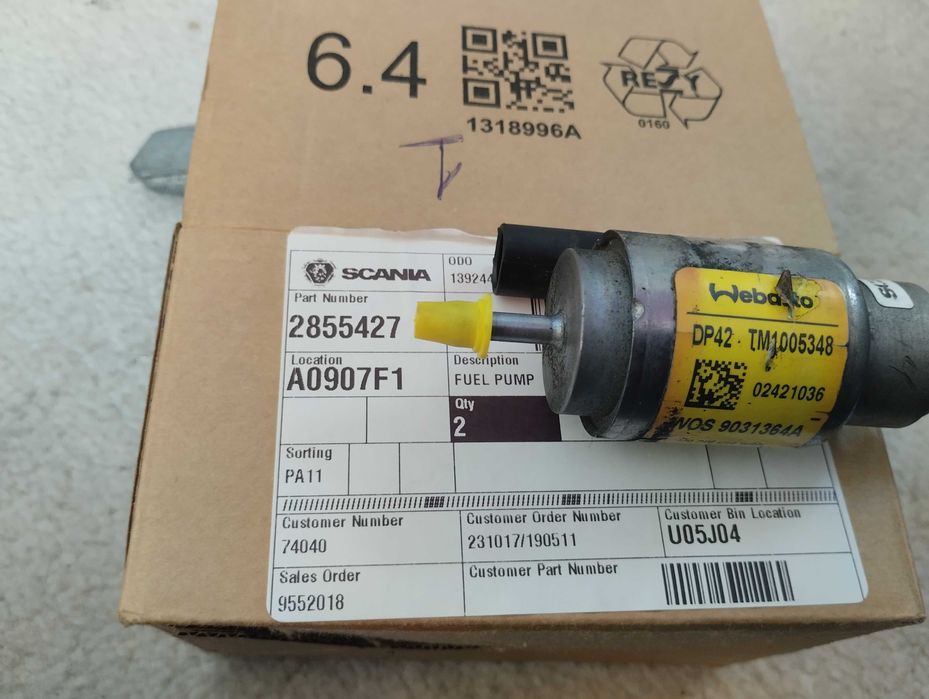 6.4
1318996A
REZY
0160
SCANIA
ODO
139244
Part Number
2855427
Location
A0907F1
Description
FUEL PUMP
Qty
2
Sorting
PA11
Customer Number
74040
Customer Order Number
231017/190511
Customer Bin Location
U05J04
Sales Order
9552018
Customer Part Number
Webasto
DP42 - TM1005348
02421036
WOS 9031364A